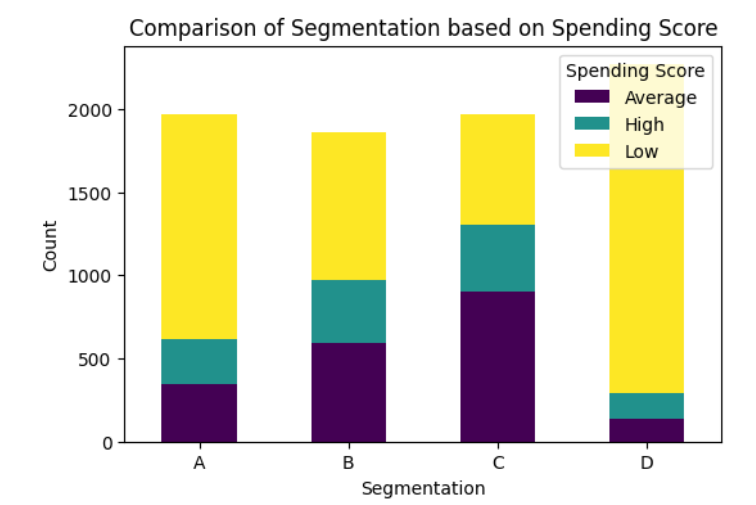 Comparison of Segmentation based on Spending Score
Spending Score
Average
High
Low
2000
1500
1000
500
0
Count
A B C D
Segmentation